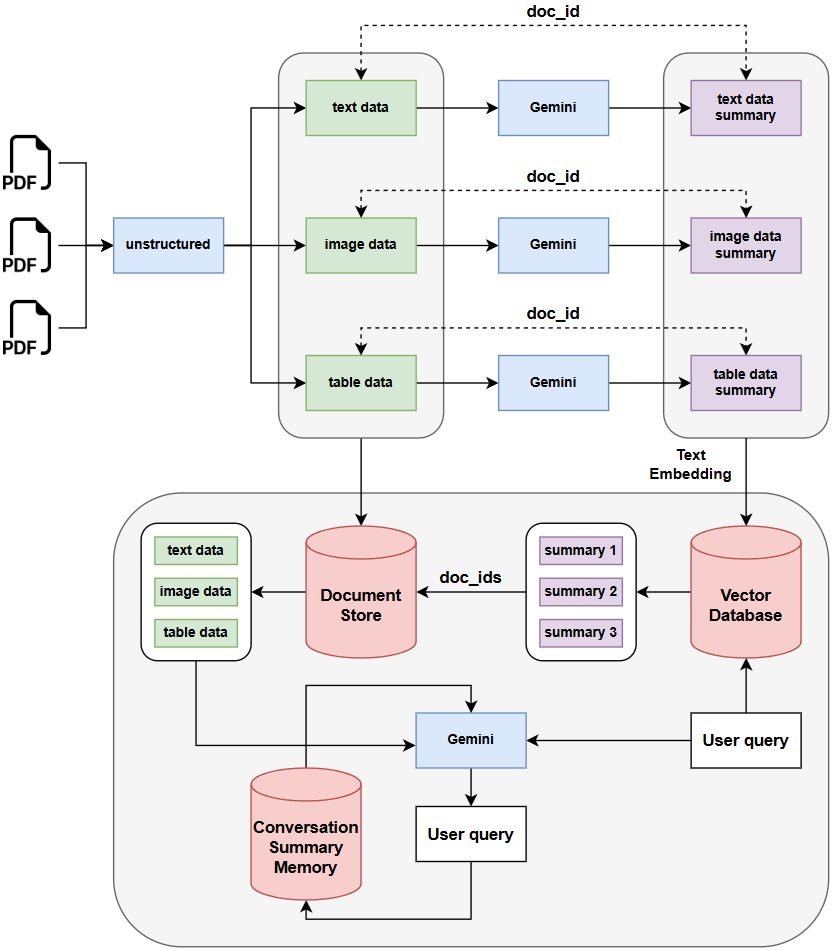 doc_id
text data
Gemini
text data
summary
PDF
doc_id
unstructured
image data
Gemini
image data
summary
PDF
doc_id
PDF
table data
Gemini
table data
summary
Text
Embedding
text data
image data
table data
Document
Store
doc_ids
summary 1
summary 2
summary 3
Vector
Database
Gemini
User query
Conversation
Summary
Memory
User query